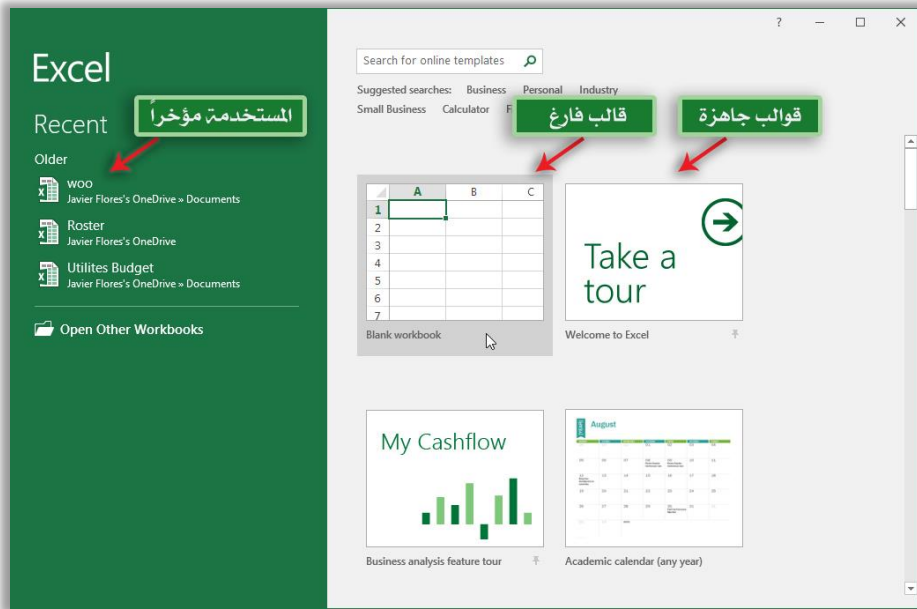 ?
Excel
Recent
المستخدمة مؤخراً
Older
woo
Javier Flores's OneDrive » Documents
Roster
Javier Flores's OneDrive
Utilites Budget
Javier Flores's OneDrive » Documents
Open Other Workbooks
Search for online templates
Suggested searches: Business Personal Industry
Small Business Calculator
قالب فارغ
قوالب جاهزة
A B C
1
2
3
4
5
6
7
Blank workbook
Take a
tour
Welcome to Excel
My Cashflow
Business analysis feature tour
August
Academic calendar (any year)